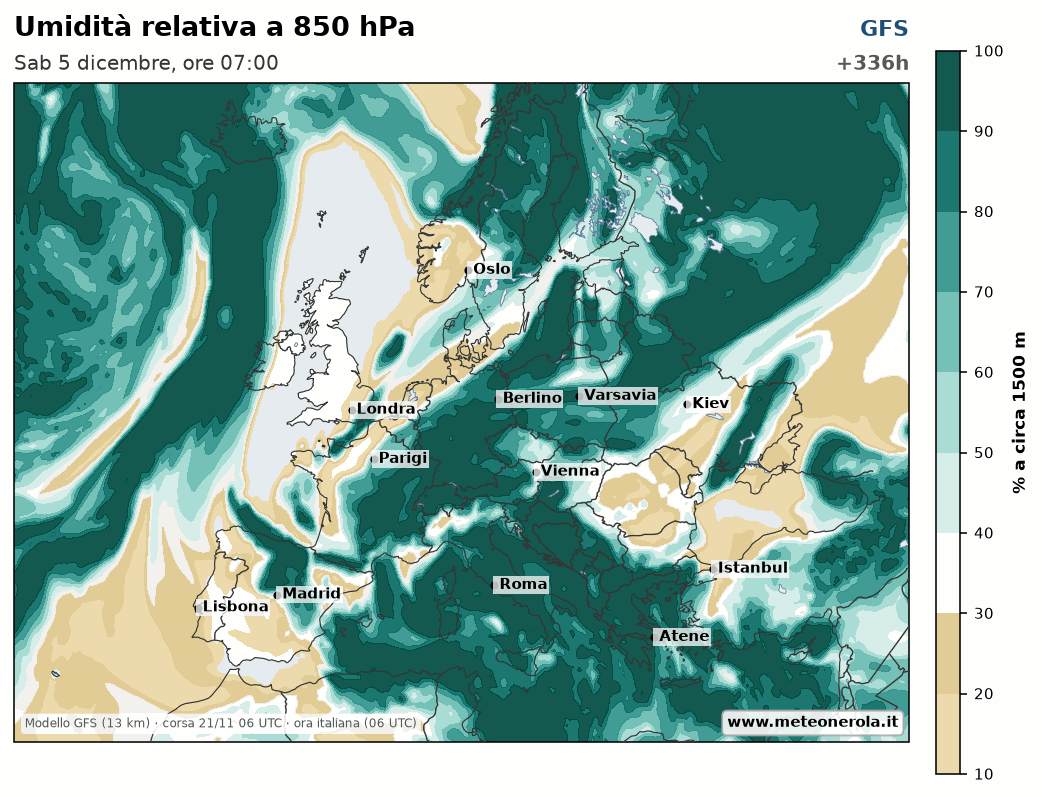 Umidità relativa a 850 hPa
GFS
Sab 5 dicembre, ore 07:00
+336h
100
90
80
70
60
50
40
30
20
10
% a circa 1500 m
Oslo
Berlino
Varsavia
Kiev
Londra
Parigi
Vienna
Istanbul
Roma
Madrid
Lisbona
Atene
Modello GFS (13 km) · corsa 21/11 06 UTC · ora italiana (06 UTC)
www.meteonerola.it